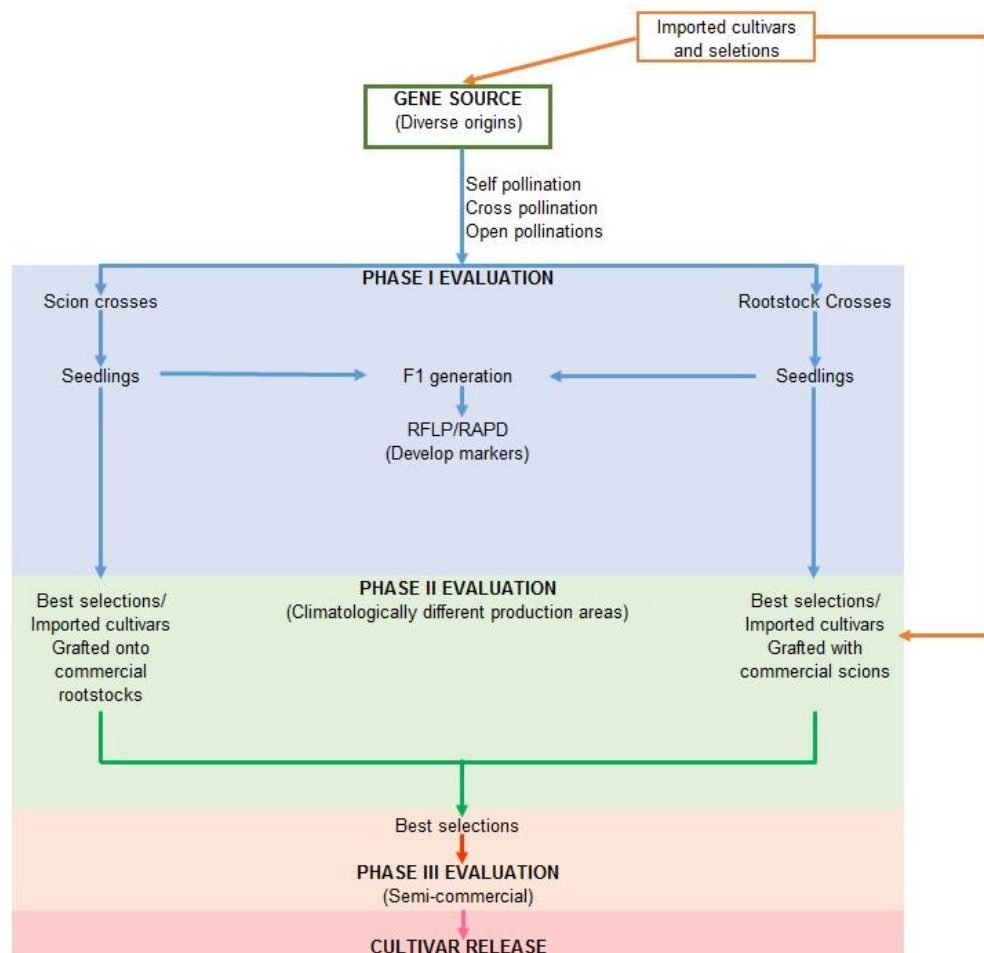 Imported cultivars
and seletions
GENE SOURCE
(Diverse origins)
Self pollination
Cross pollination
Open pollinations
PHASE I EVALUATION
Scion crosses
Rootstock Crosses
Seedlings
F1 generation
Seedlings
RFLP/RAPD
(Develop markers)
PHASE II EVALUATION
(Climatologically different production areas)
Best selections/
Imported cultivars
Grafted onto
commercial
rootstocks
Best selections/
Imported cultivars
Grafted with
commercial scions
Best selections
PHASE III EVALUATION
(Semi-commercial)
CULTIVAR RELEASE